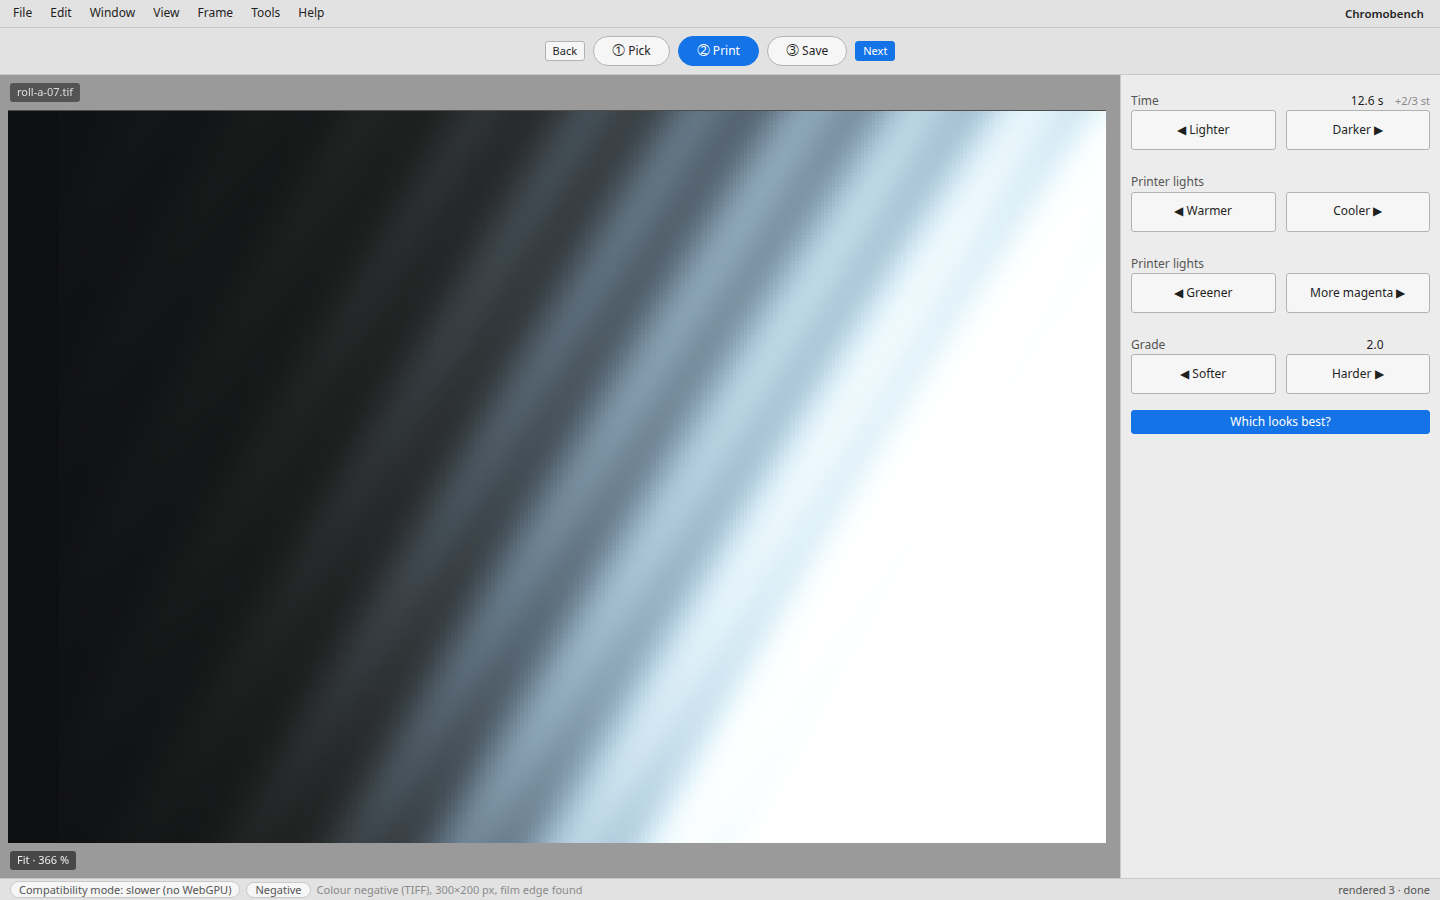 File Edit Window View Frame Tools Help Chromobench
Back ① Pick ② Print ③ Save Next
roll-a-07.tif
Time 12.6 s +2/3 st
◀ Lighter Darker ▶
Printer lights
◀ Warmer Cooler ▶
Printer lights
◀ Greener More magenta ▶
Grade 2.0
◀ Softer Harder ▶
Which looks best?
Fit · 366 %
Compatibility mode: slower (no WebGPU) Negative Colour negative (TIFF), 300×200 px, film edge found rendered 3 · done